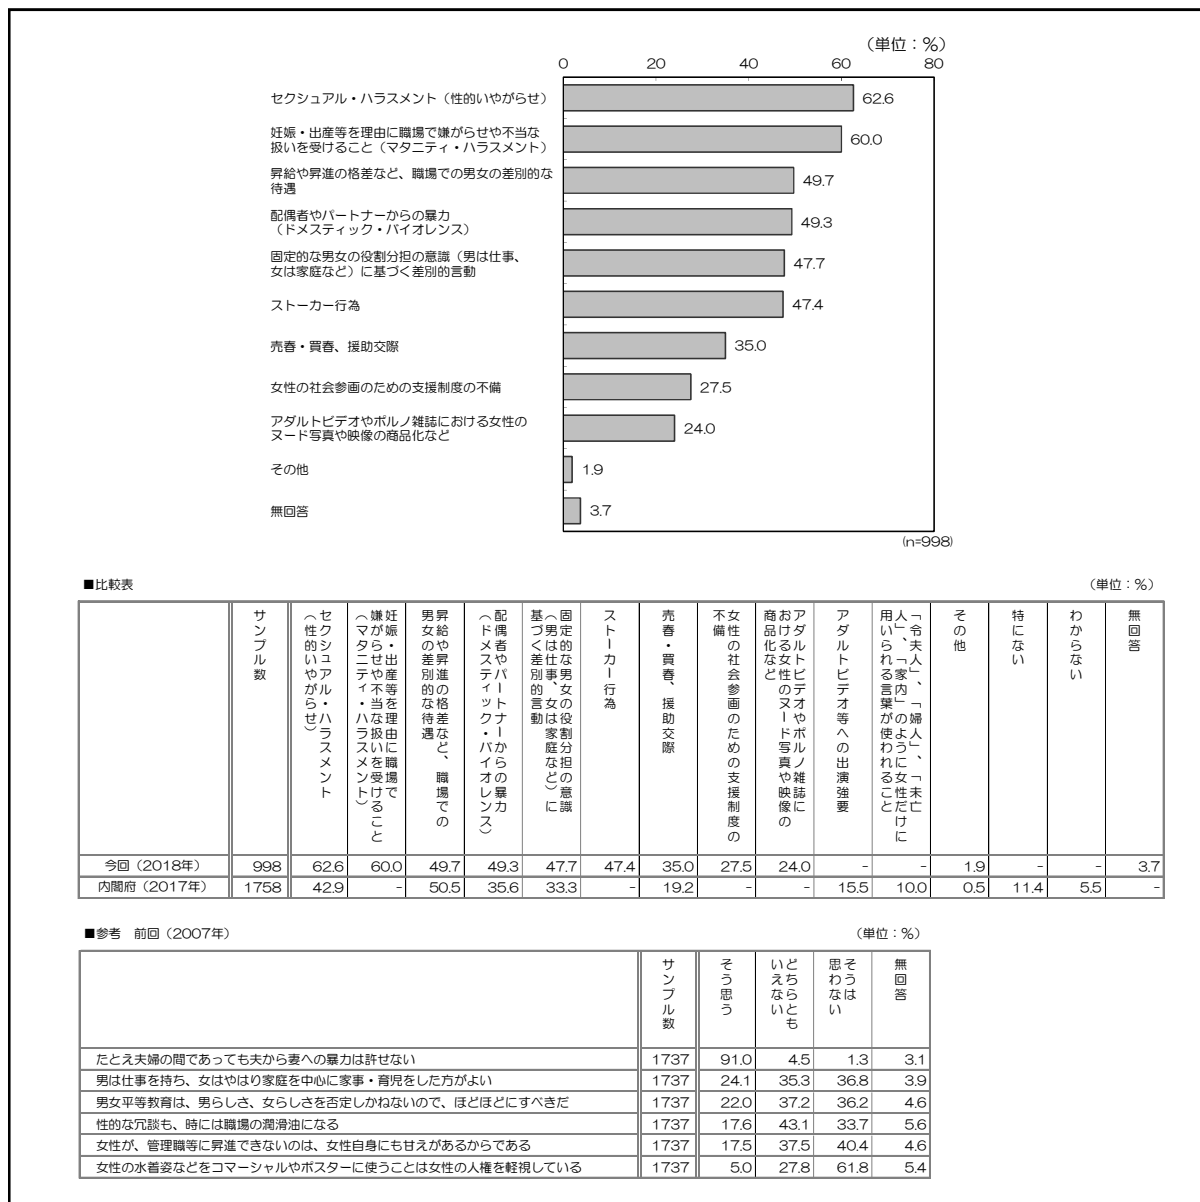 （単位：％）
0 20 40 60 80
セクシュアル・ハラスメント（性的いやがらせ） 62.6
妊娠・出産等を理由に職場で嫌がらせや不当な
扱いを受けること（マタニティ・ハラスメント） 60.0
昇給や昇進の格差など、職場での男女の差別的な
待遇 49.7
配偶者やパートナーからの暴力
（ドメスティック・バイオレンス） 49.3
固定的な男女の役割分担の意識（男は仕事、
女は家庭など）に基づく差別的言動 47.7
ストーカー行為 47.4
売春・買春、援助交際 35.0
女性の社会参画のための支援制度の不備 27.5
アダルトビデオやポルノ雑誌における女性の
ヌード写真や映像の商品化など 24.0
その他 1.9
無回答 3.7
(n=998)
■比較表 （単位：％）
サンプル数
セクシュアル・ハラスメント
（性的いやがらせ）
妊娠・出産等を理由に職場で
嫌がらせや不当な扱いを受けること
（マタニティ・ハラスメント）
昇給や昇進の格差など、職場での
男女の差別的な待遇
配偶者やパートナーからの暴力
（ドメスティック・バイオレンス）
固定的な男女の役割分担の意識
（男は仕事、女は家庭など）に
基づく差別的言動
ストーカー行為
売春・買春、援助交際
女性の社会参画のための支援制度の
不備
アダルトビデオやポルノ雑誌に
おける女性のヌード写真や映像の
商品化など
アダルトビデオ等への出演強要
「令夫人」、「婦人」、「未亡
人」、「家内」のように女性だけに
用いられる言葉が使われること
その他
特にない
わからない
無回答
今回（2018年） 998 62.6 60.0 49.7 49.3 47.7 47.4 35.0 27.5 24.0 - - 1.9 - - 3.7
内閣府（2017年） 1758 42.9 - 50.5 35.6 33.3 - 19.2 - - 15.5 10.0 0.5 11.4 5.5 -
■参考 前回（2007年） （単位：％）
サンプル数
そう思う
どちらとも
いえない
そうは
思わない
無回答
たとえ夫婦の間であっても夫から妻への暴力は許せない 1737 91.0 4.5 1.3 3.1
男は仕事を持ち、女はやはり家庭を中心に家事・育児をした方がよい 1737 24.1 35.3 36.8 3.9
男女平等教育は、男らしさ、女らしさを否定しかねないので、ほどほどにすべきだ 1737 22.0 37.2 36.2 4.6
性的な冗談も、時には職場の潤滑油になる 1737 17.6 43.1 33.7 5.6
女性が、管理職等に昇進できないのは、女性自身にも甘えがあるからである 1737 17.5 37.5 40.4 4.6
女性の水着姿などをコマーシャルやポスターに使うことは女性の人権を軽視している 1737 5.0 27.8 61.8 5.4